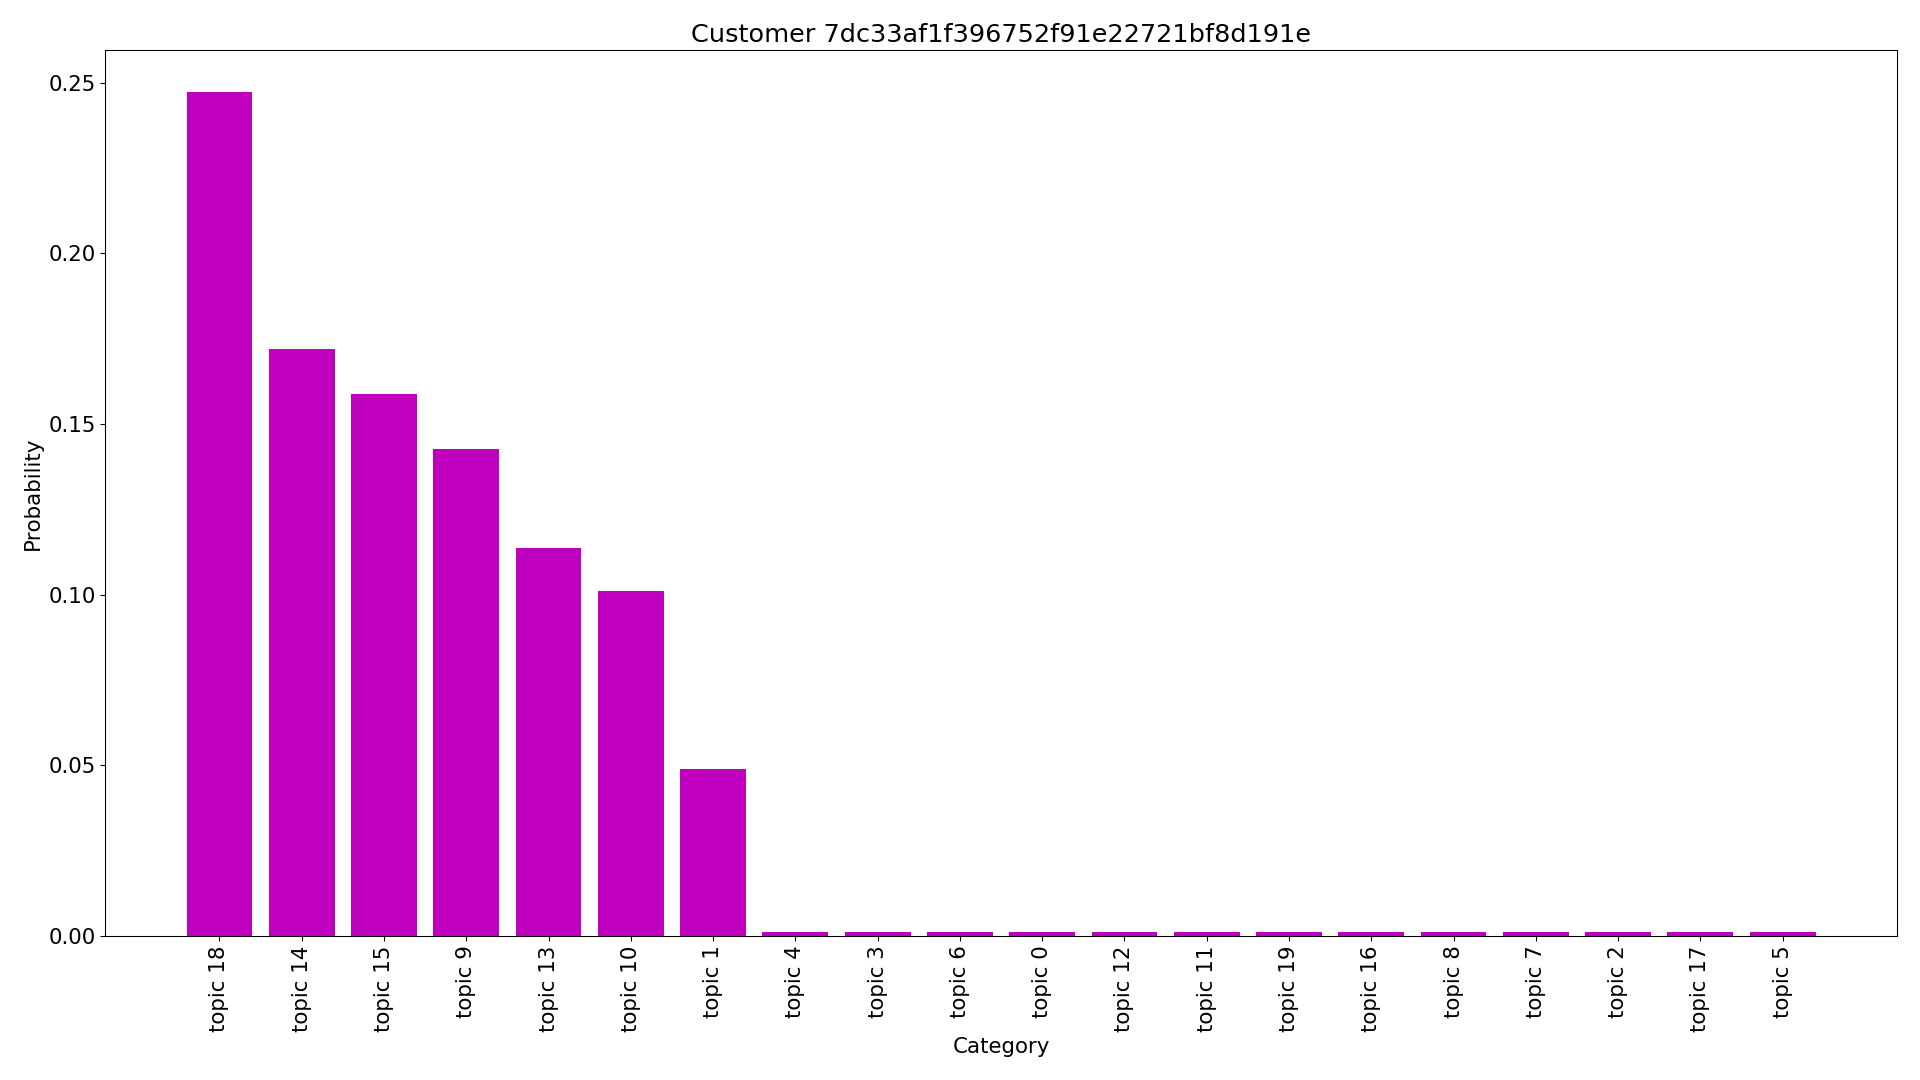 Customer 7dc33af1f396752f91e22721bf8d191e
Probability
0.25
0.20
0.15
0.10
0.05
0.00
topic 18
topic 14
topic 15
topic 9
topic 13
topic 10
topic 1
topic 4
topic 3
topic 6
topic 0
topic 12
topic 11
topic 19
topic 16
topic 8
topic 7
topic 2
topic 17
topic 5
Category